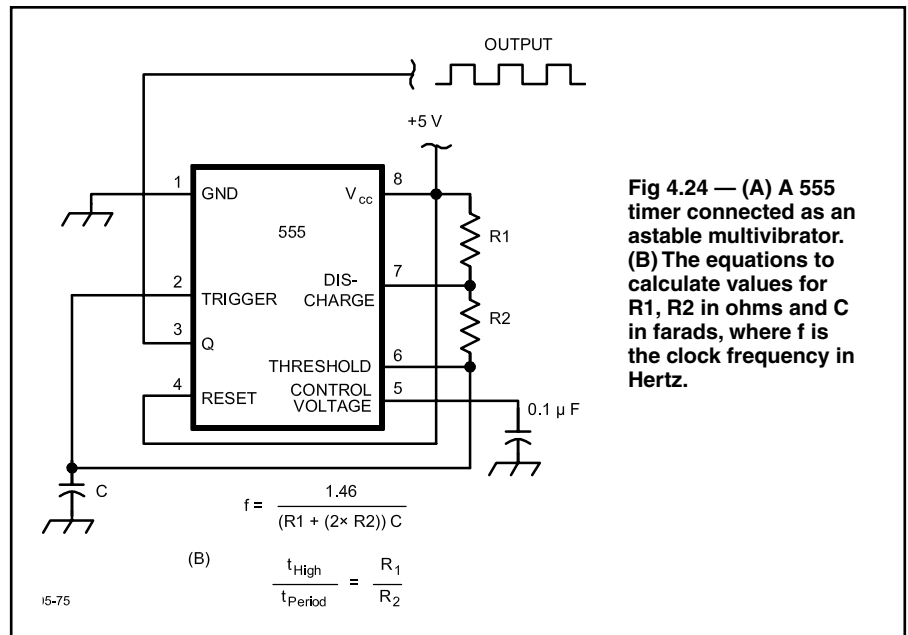 OUTPUT
+5 V
1
GND
8
Vcc
555
R1
7
DIS-
CHARGE
2
TRIGGER
R2
3
Q
6
THRESHOLD
4
RESET
5
CONTROL
VOLTAGE
0.1 µ F
C
f = 1.46 / (R1 + (2× R2)) C
(B)
tHigh / tPeriod = R1 / R2
Fig 4.24 — (A) A 555
timer connected as an
astable multivibrator.
(B) The equations to
calculate values for
R1, R2 in ohms and C
in farads, where f is
the clock frequency in
Hertz.